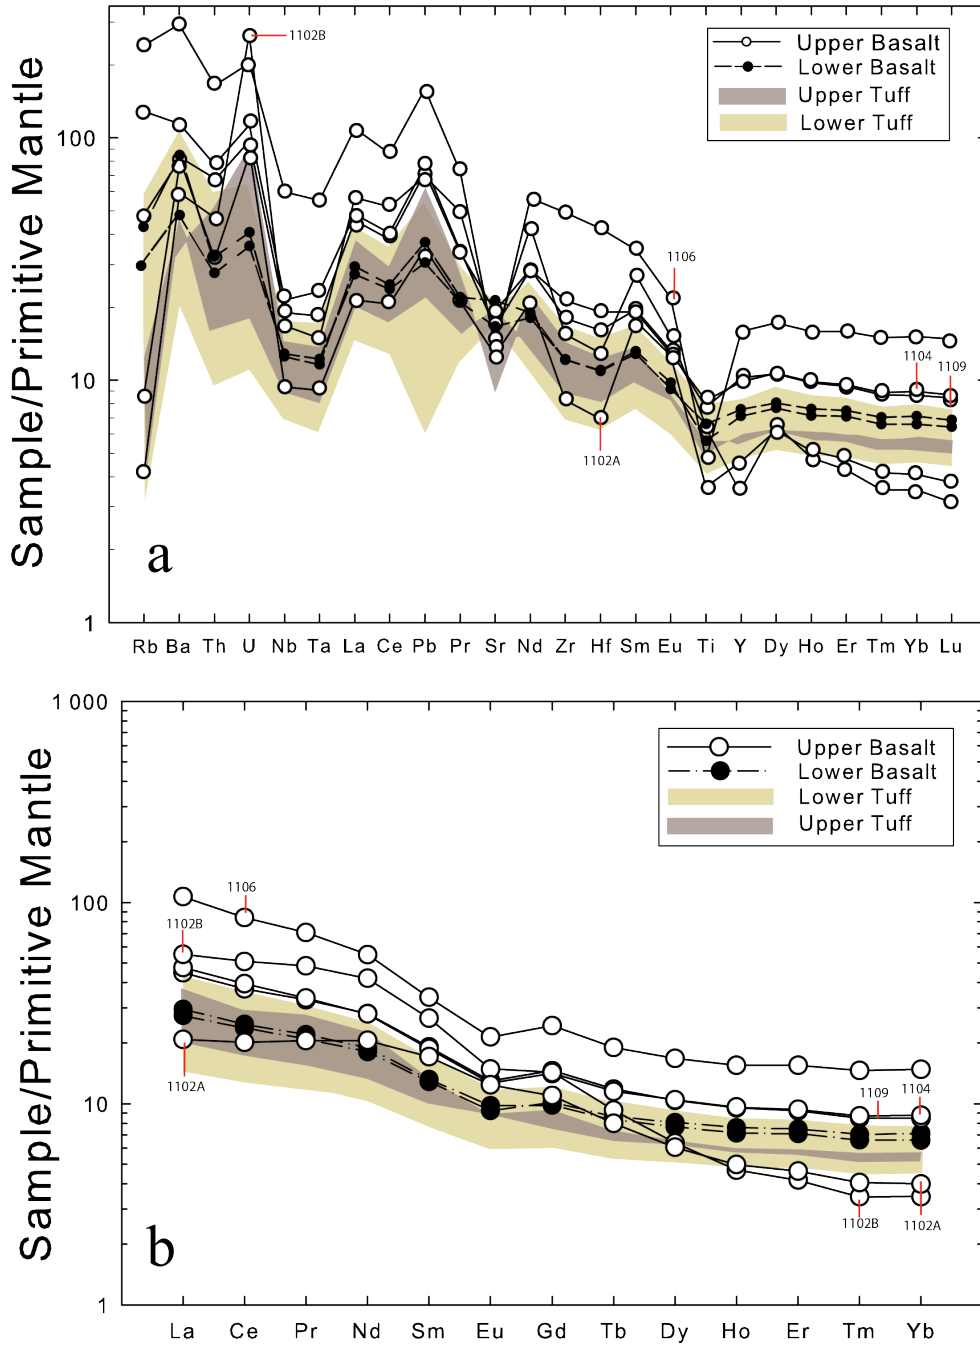 Sample/Primitive Mantle
100
10
1
1102B
Upper Basalt
Lower Basalt
Upper Tuff
Lower Tuff
1106
1104
1109
1102A
a
Rb Ba Th U Nb Ta La Ce Pb Pr Sr Nd Zr Hf Sm Eu Ti Y Dy Ho Er Tm Yb Lu
Sample/Primitive Mantle
1 000
100
10
1
Upper Basalt
Lower Basalt
Lower Tuff
Upper Tuff
1106
1102B
1102A
1109
1104
1102B
1102A
b
La Ce Pr Nd Sm Eu Gd Tb Dy Ho Er Tm Yb